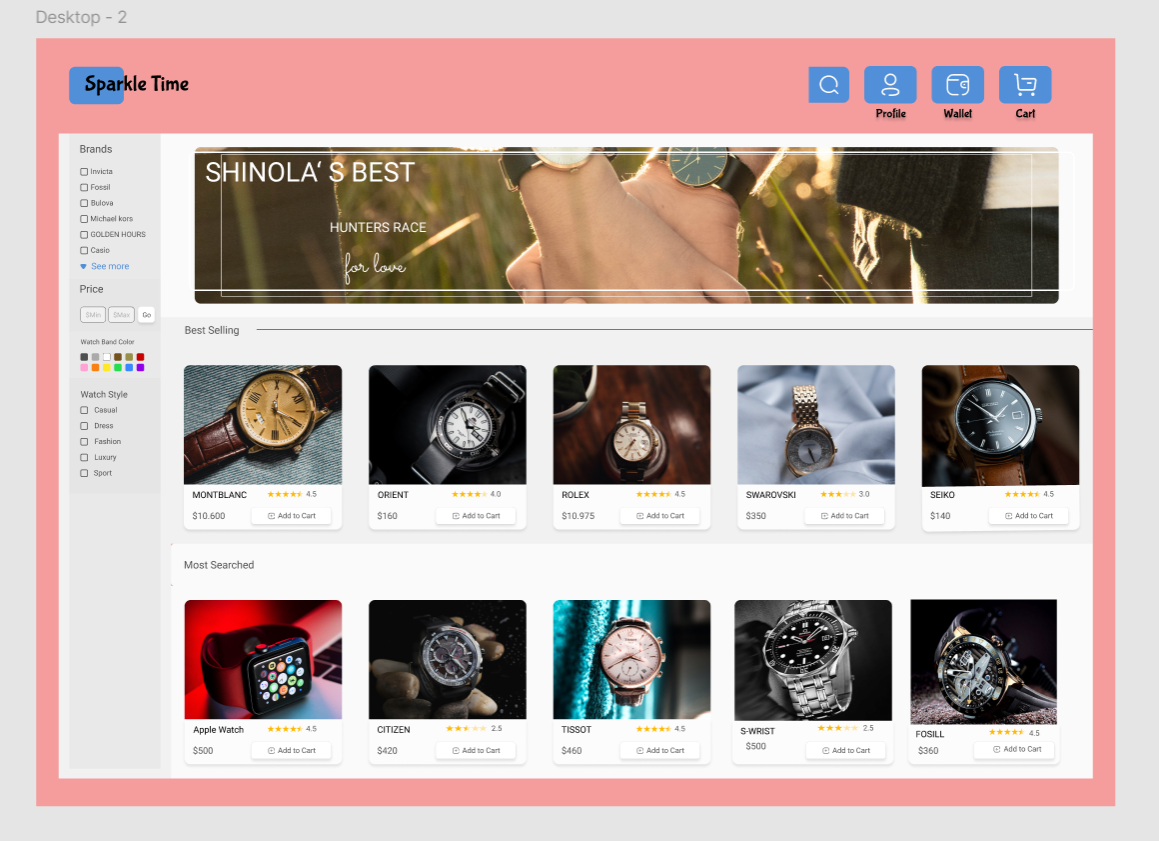 Desktop - 2
Sparkle Time
Profile
Wallet
Cart
Brands
Invicta
Fossil
Bulova
Michael kors
GOLDEN HOURS
Casio
See more
Price
$Min
$Max
Go
Watch Band Color
Watch Style
Casual
Dress
Fashion
Luxury
Sport
SHINOLA‘ S BEST
HUNTERS RACE
for love
Best Selling
MONTBLANC 4.5
$10.600 Add to Cart
ORIENT 4.0
$160 Add to Cart
ROLEX 4.5
$10.975 Add to Cart
SWAROVSKI 3.0
$350 Add to Cart
SEIKO 4.5
$140 Add to Cart
Most Searched
Apple Watch 4.5
$500 Add to Cart
CITIZEN 2.5
$420 Add to Cart
TISSOT 4.5
$460 Add to Cart
S-WRIST 2.5
$500 Add to Cart
FOSILL 4.5
$360 Add to Cart